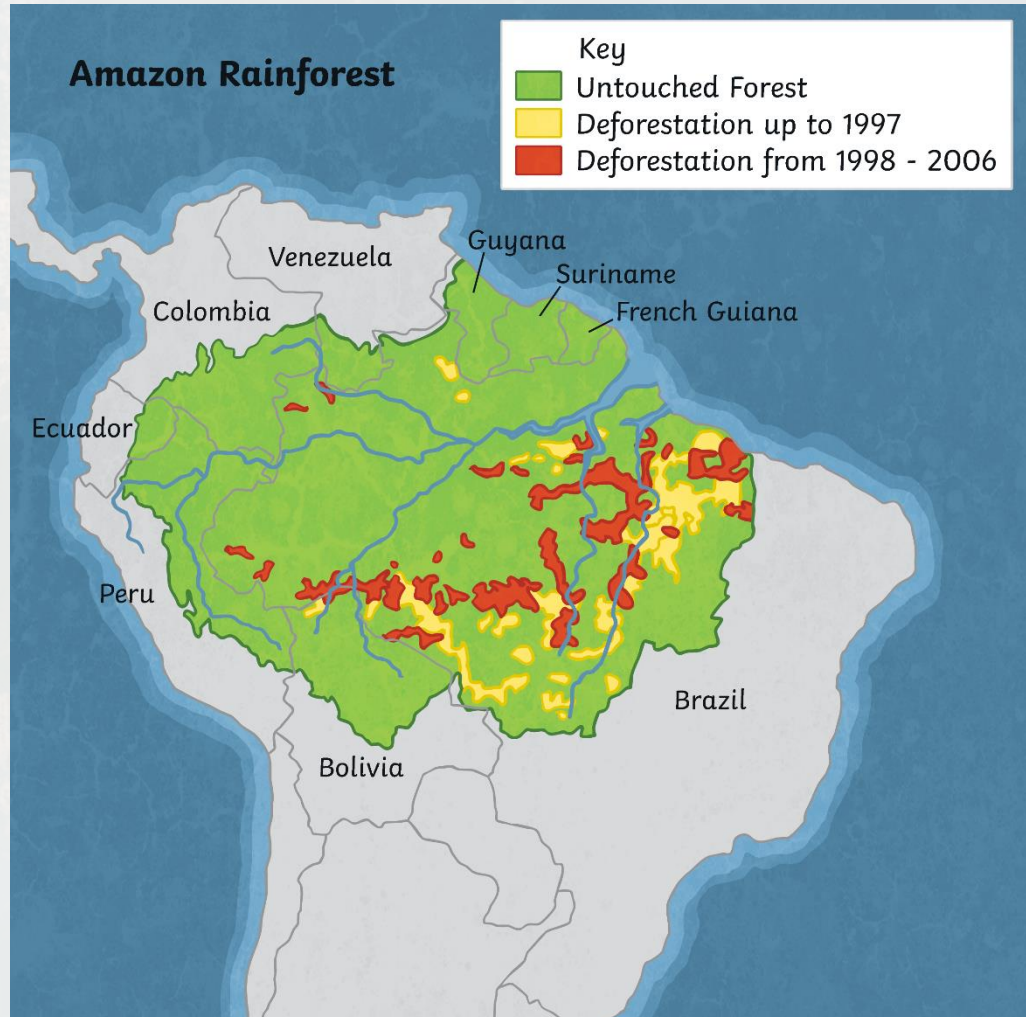 Amazon Rainforest
Key
Untouched Forest
Deforestation up to 1997
Deforestation from 1998 - 2006
Guyana
Venezuela
Suriname
Colombia
French Guiana
Ecuador
Peru
Brazil
Bolivia